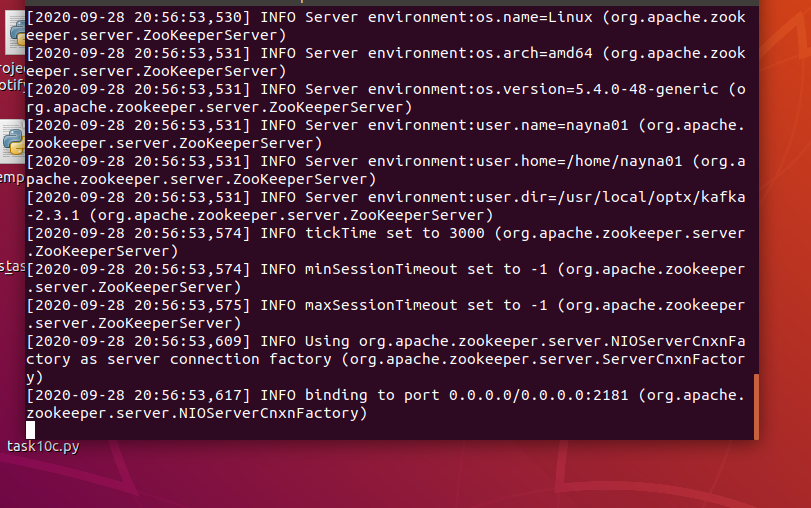 [2020-09-28 20:56:53,530] INFO Server environment:os.name=Linux (org.apache.zook
eeper.server.ZooKeeperServer)
[2020-09-28 20:56:53,531] INFO Server environment:os.arch=amd64 (org.apache.zook
eeper.server.ZooKeeperServer)
[2020-09-28 20:56:53,531] INFO Server environment:os.version=5.4.0-48-generic (o
rg.apache.zookeeper.server.ZooKeeperServer)
[2020-09-28 20:56:53,531] INFO Server environment:user.name=nayna01 (org.apache.
zookeeper.server.ZooKeeperServer)
[2020-09-28 20:56:53,531] INFO Server environment:user.home=/home/nayna01 (org.a
pache.zookeeper.server.ZooKeeperServer)
[2020-09-28 20:56:53,531] INFO Server environment:user.dir=/usr/local/optx/kafka
-2.3.1 (org.apache.zookeeper.server.ZooKeeperServer)
[2020-09-28 20:56:53,574] INFO tickTime set to 3000 (org.apache.zookeeper.server
.ZooKeeperServer)
[2020-09-28 20:56:53,574] INFO minSessionTimeout set to -1 (org.apache.zookeeper
.server.ZooKeeperServer)
[2020-09-28 20:56:53,575] INFO maxSessionTimeout set to -1 (org.apache.zookeeper
.server.ZooKeeperServer)
[2020-09-28 20:56:53,609] INFO Using org.apache.zookeeper.server.NIOServerCnxnFa
ctory as server connection factory (org.apache.zookeeper.server.ServerCnxnFactor
y)
[2020-09-28 20:56:53,617] INFO binding to port 0.0.0.0/0.0.0.0:2181 (org.apache.
zookeeper.server.NIOServerCnxnFactory)
roje
otify
emp
s_tas
task10c.py